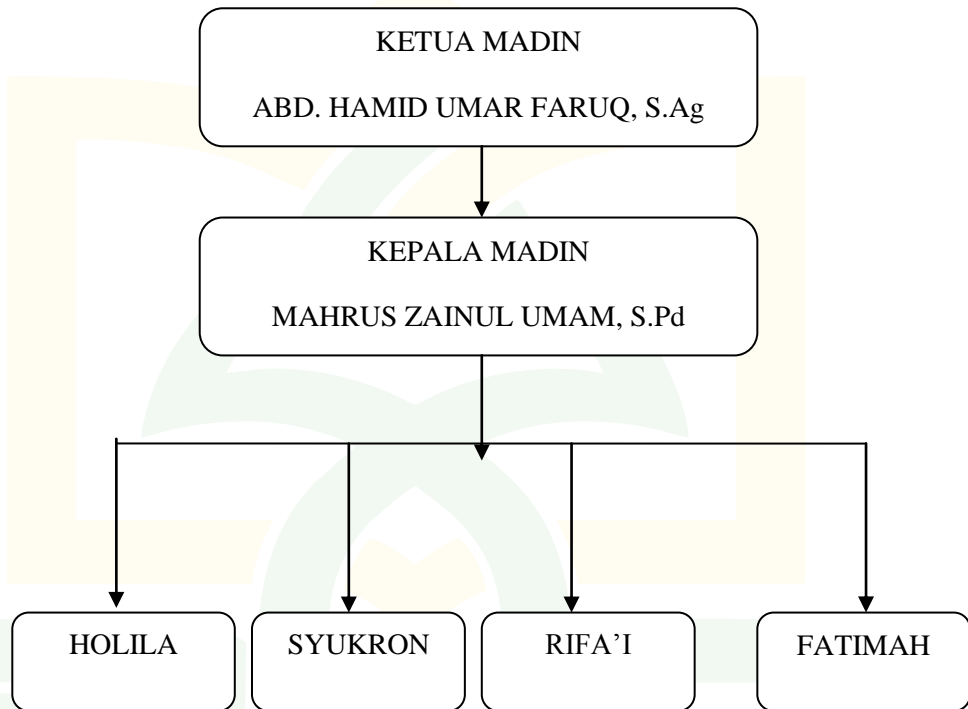 KETUA MADIN
ABD. HAMID UMAR FARUQ, S.Ag
KEPALA MADIN
MAHRUS ZAINUL UMAM, S.Pd
HOLILA
SYUKRON
RIFA’I
FATIMAH